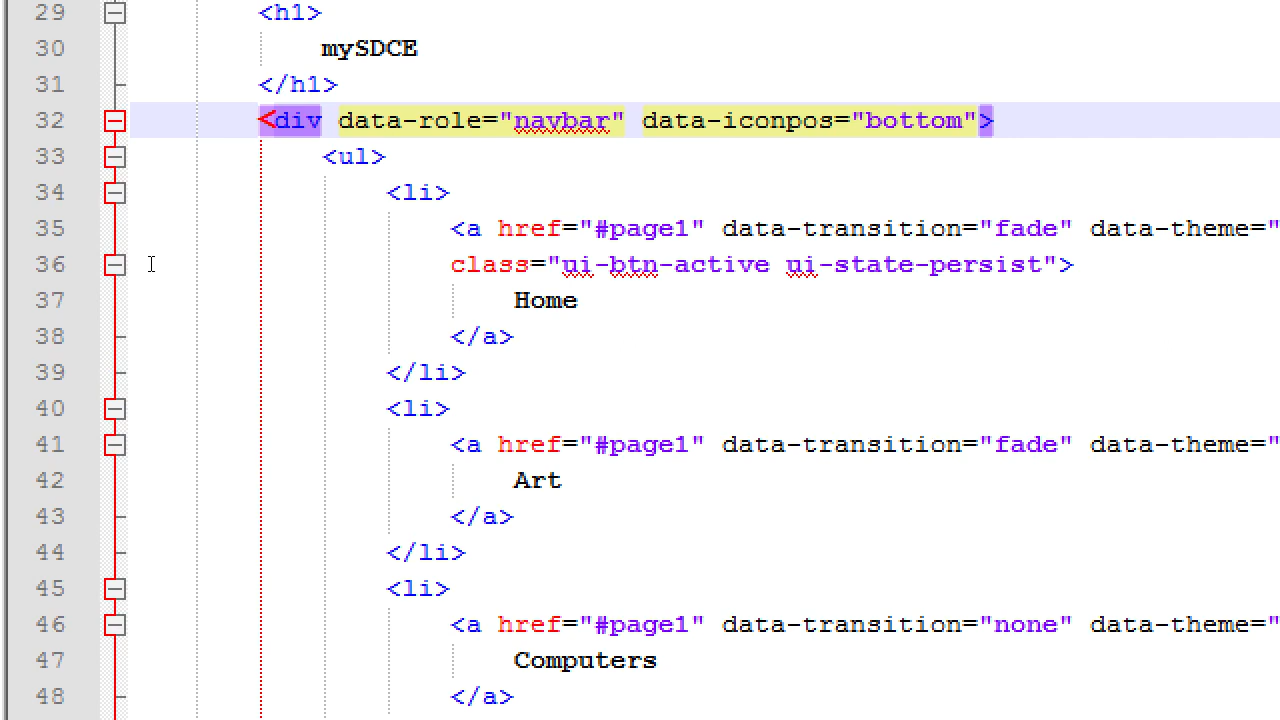 29 <h1>
30 mySDCE
31 </h1>
32 <div data-role="navbar" data-iconpos="bottom">
33 <ul>
34 <li>
35 <a href="#page1" data-transition="fade" data-theme="
36 class="ui-btn-active ui-state-persist">
37 Home
38 </a>
39 </li>
40 <li>
41 <a href="#page1" data-transition="fade" data-theme="
42 Art
43 </a>
44 </li>
45 <li>
46 <a href="#page1" data-transition="none" data-theme="
47 Computers
48 </a>